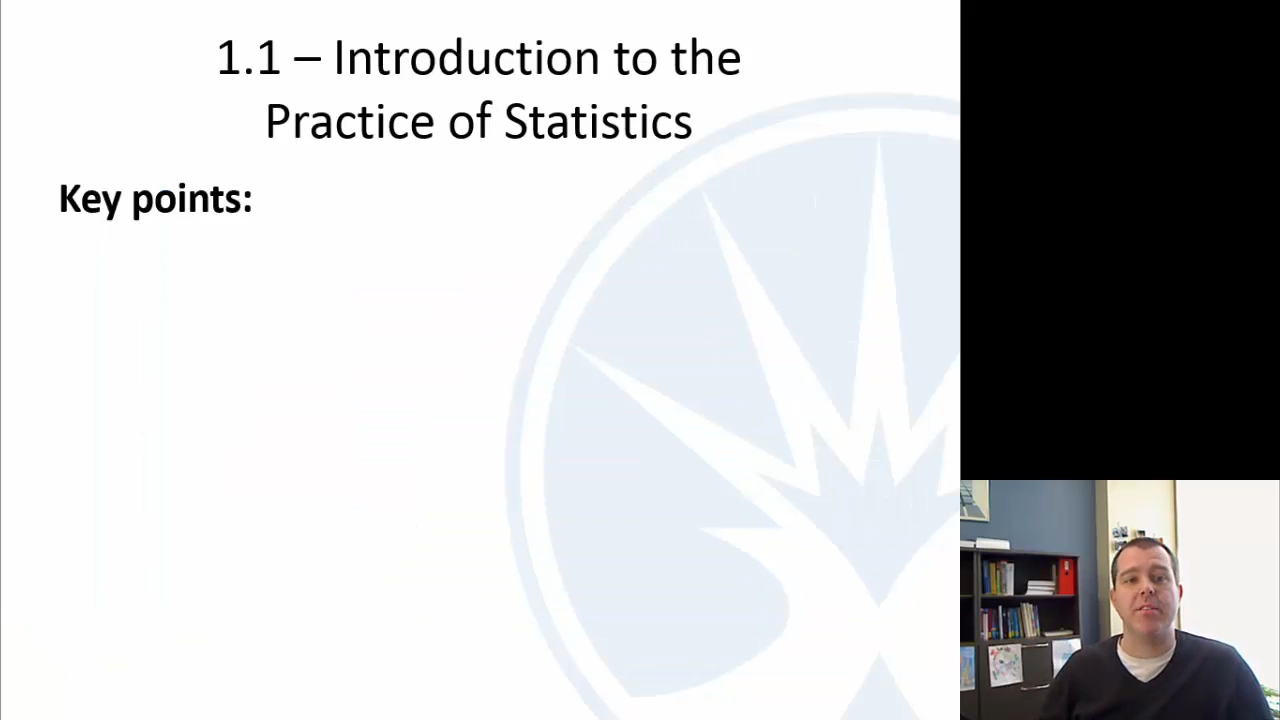 1.1 – Introduction to the
Practice of Statistics
Key points: